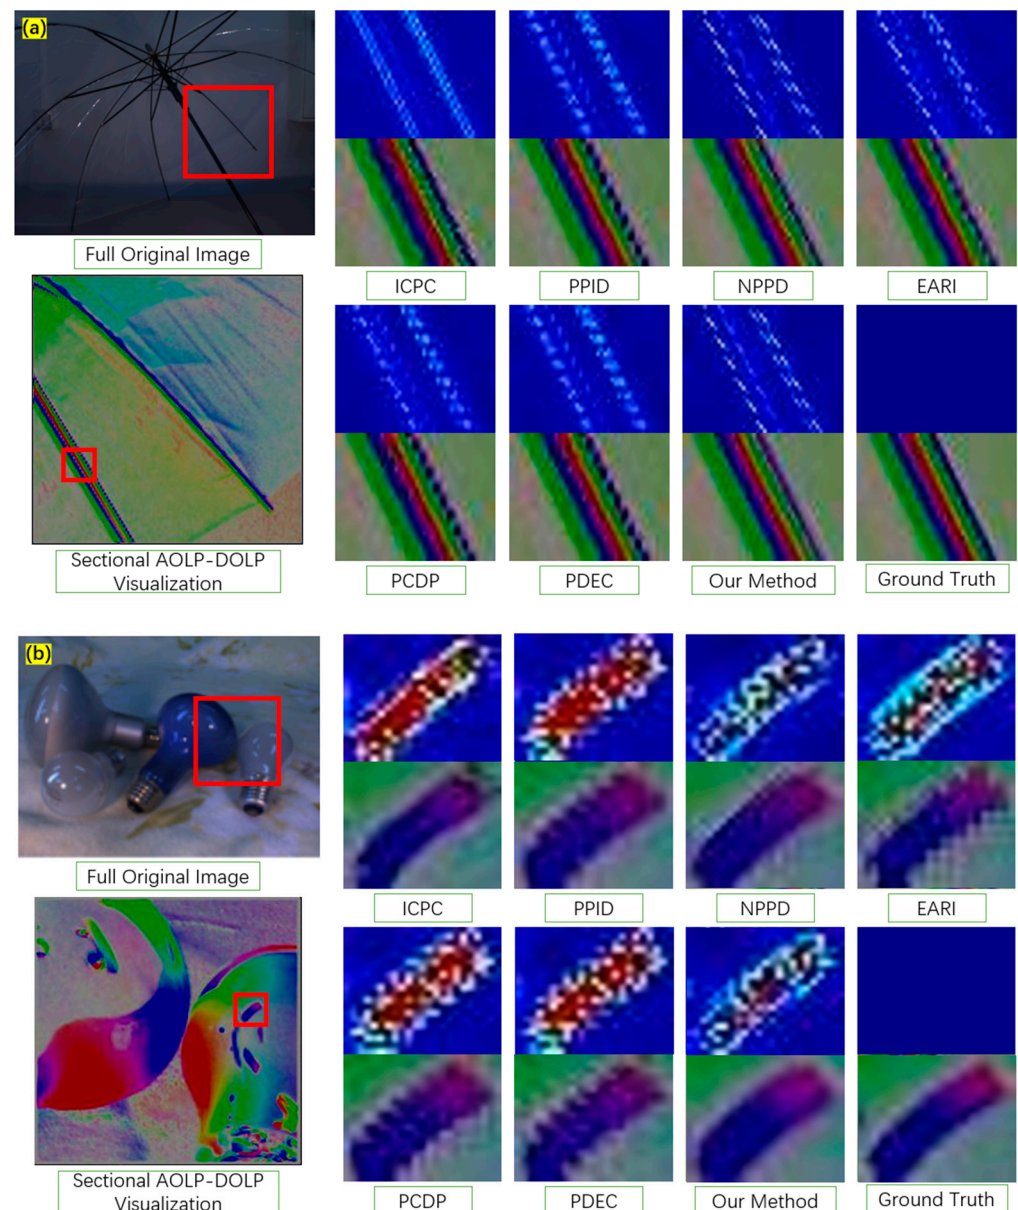 (a)
Full Original Image
Sectional AOLP-DOLP
Visualization
ICPC
PPID
NPPD
EARI
PCDP
PDEC
Our Method
Ground Truth
(b)
Full Original Image
Sectional AOLP-DOLP
Visualization
ICPC
PPID
NPPD
EARI
PCDP
PDEC
Our Method
Ground Truth